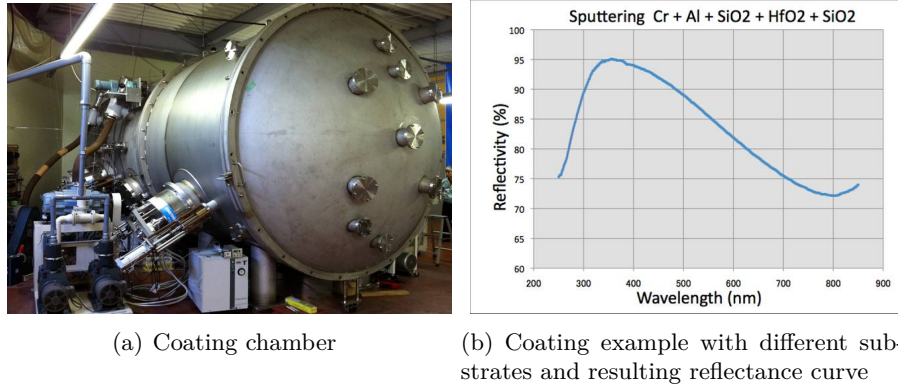 Sputtering Cr + Al + SiO2 + HfO2 + SiO2
100
95
90
85
80
75
70
65
60
Reflectivity (%)
200 300 400 500 600 700 800 900
Wavelength (nm)
(a) Coating chamber
(b) Coating example with different sub-
strates and resulting reflectance curve